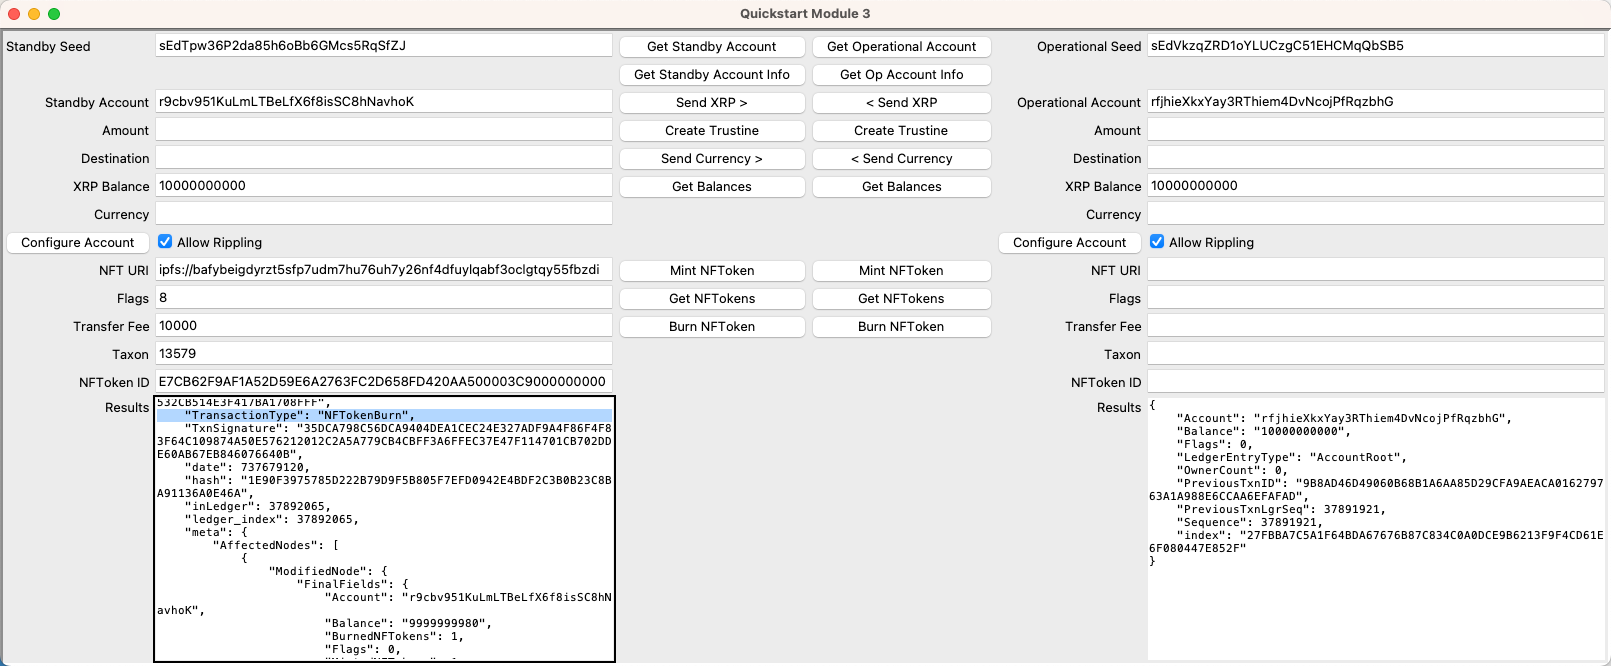 Quickstart Module 3
Standby Seed sEdTpw36P2da85h6oBb6GMcs5RqSfZJ Get Standby Account Get Operational Account Operational Seed sEdVkzqZRD1oYLUCzgC51EHCMqQbSB5
Get Standby Account Info Get Op Account Info
Standby Account r9cbv951KuLmLTBeLfX6f8isSC8hNavhoK Send XRP > < Send XRP Operational Account rfjhieXkxYay3RThiem4DvNcojPfRqzbhG
Amount Create Trustine Create Trustine Amount
Destination Send Currency > < Send Currency Destination
XRP Balance 10000000000 Get Balances Get Balances XRP Balance 10000000000
Currency Currency
Configure Account Allow Rippling Configure Account Allow Rippling
NFT URI ipfs://bafybeigdyrzt5sfp7udm7hu76uh7y26nf4dfuylqabf3oclgtqy55fbzdi Mint NFToken Mint NFToken NFT URI
Flags 8 Get NFTokens Get NFTokens Flags
Transfer Fee 10000 Burn NFToken Burn NFToken Transfer Fee
Taxon 13579 Taxon
NFToken ID E7CB62F9AF1A52D59E6A2763FC2D658FD420AA500003C9000000000 NFToken ID
Results
532CB514E3F417BA1708FFF",
"TransactionType": "NFTokenBurn",
"TxnSignature": "35DCA798C56DCA9404DEA1CEC24E327ADF9A4F86F4F8
3F64C109874A50E576212012C2A5A779CB4CBFF3A6FFEC37E47F114701CB702DD
E60AB67EB846076640B",
"date": 737679120,
"hash": "1E90F3975785D222B79D9F5B805F7EFD0942E4BDF2C3B0B23C8B
A91136A0E46A",
"inLedger": 37892065,
"ledger_index": 37892065,
"meta": {
"AffectedNodes": [
{
"ModifiedNode": {
"FinalFields": {
"Account": "r9cbv951KuLmLTBeLfX6f8isSC8hN
avhoK",
"Balance": "9999999980",
"BurnedNFTokens": 1,
"Flags": 0,
Results
{
"Account": "rfjhieXkxYay3RThiem4DvNcojPfRqzbhG",
"Balance": "10000000000",
"Flags": 0,
"LedgerEntryType": "AccountRoot",
"OwnerCount": 0,
"PreviousTxnID": "9B8AD46D49060B68B1A6AA85D29CFA9AEACA0162797
63A1A988E6CCAA6EFAFAD",
"PreviousTxnLgrSeq": 37891921,
"Sequence": 37891921,
"index": "27FBBA7C5A1F64BDA67676B87C834C0A0DCE9B6213F9F4CD61E
6F080447E852F"
}